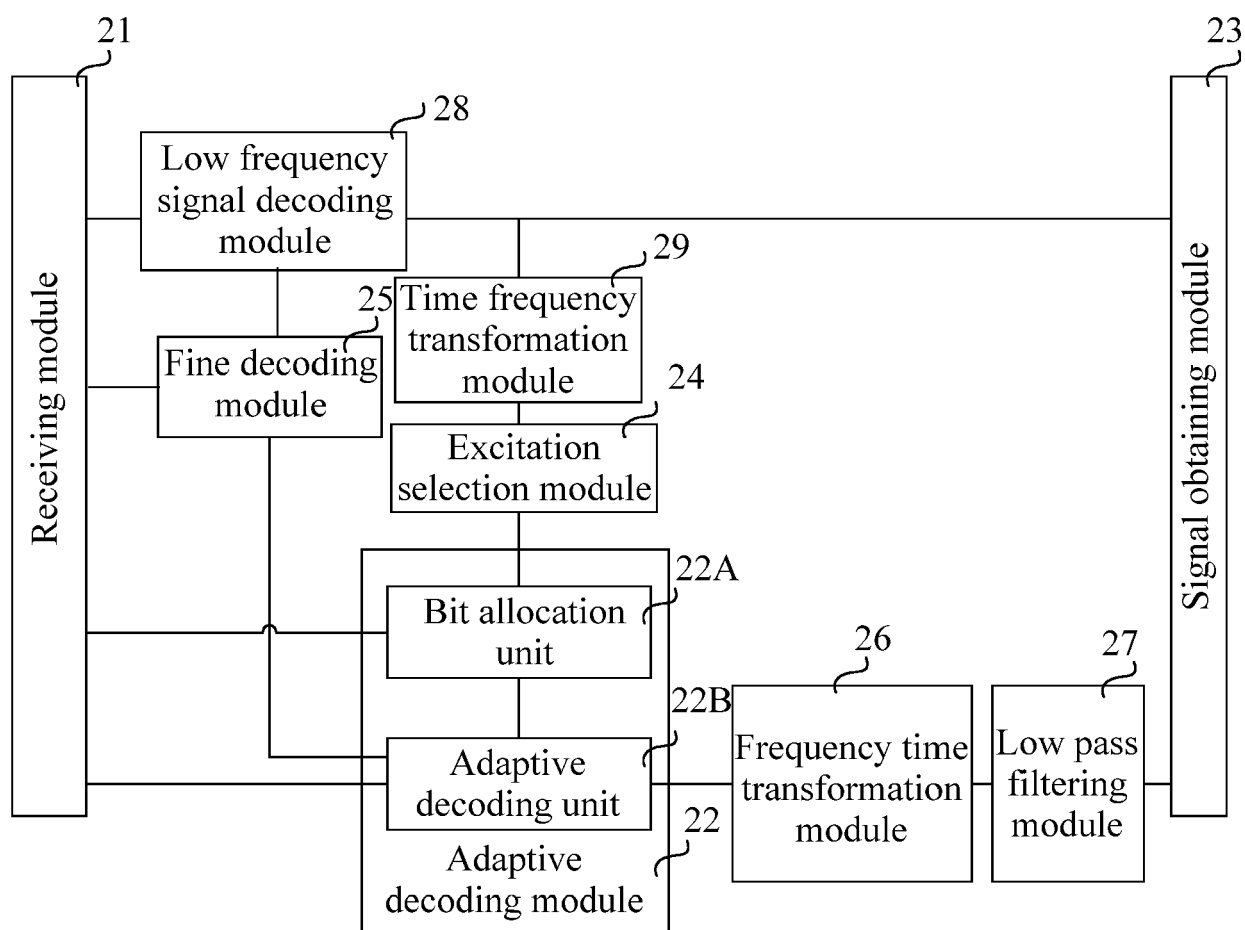 21
23
28
Low frequency
signal decoding
module
29
Time frequency
transformation
module
25
Fine decoding
module
24
Excitation
selection module
Receiving module
Signal obtaining module
22A
Bit allocation
unit
22B
Adaptive
decoding unit
22
Adaptive
decoding module
26
Frequency time
transformation
module
27
Low pass
filtering
module